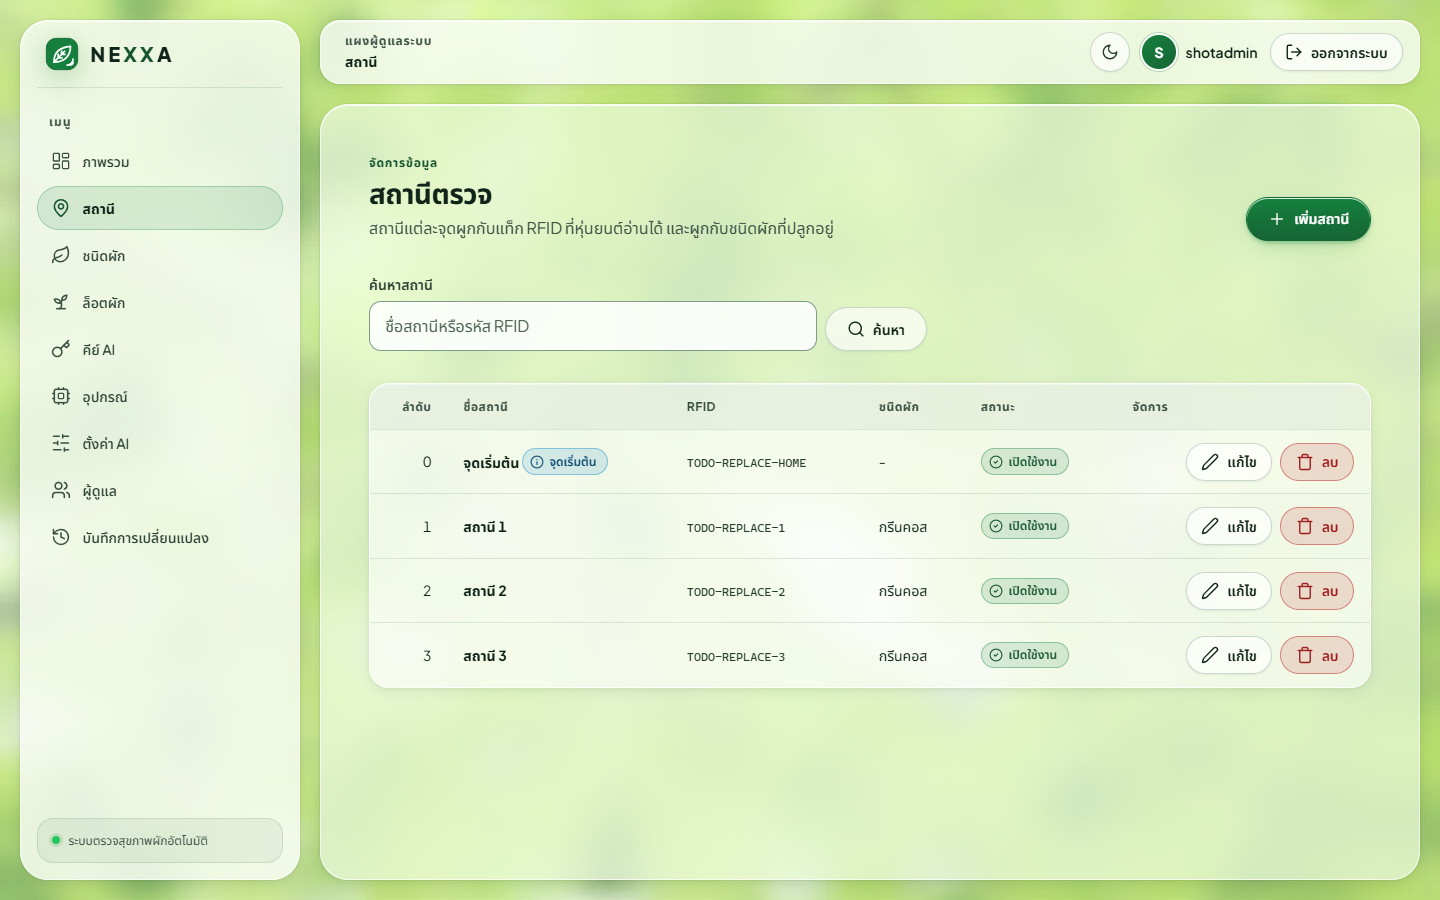 NEXXA
เมนู
ภาพรวม
สถานี
ชนิดผัก
ล็อตผัก
คีย์ AI
อุปกรณ์
ตั้งค่า AI
ผู้ดูแล
บันทึกการเปลี่ยนแปลง
ระบบตรวจสุขภาพผักอัตโนมัติ
แผงผู้ดูแลระบบ
สถานี
S shotadmin ออกจากระบบ
จัดการข้อมูล
สถานีตรวจ
สถานีแต่ละจุดผูกกับแท็ก RFID ที่หุ่นยนต์อ่านได้ และผูกกับชนิดผักที่ปลูกอยู่
เพิ่มสถานี
ค้นหาสถานี
ชื่อสถานีหรือรหัส RFID ค้นหา
ลำดับ ชื่อสถานี RFID ชนิดผัก สถานะ จัดการ
0 จุดเริ่มต้น จุดเริ่มต้น TODO-REPLACE-HOME - เปิดใช้งาน แก้ไข ลบ
1 สถานี 1 TODO-REPLACE-1 กรีนคอส เปิดใช้งาน แก้ไข ลบ
2 สถานี 2 TODO-REPLACE-2 กรีนคอส เปิดใช้งาน แก้ไข ลบ
3 สถานี 3 TODO-REPLACE-3 กรีนคอส เปิดใช้งาน แก้ไข ลบ